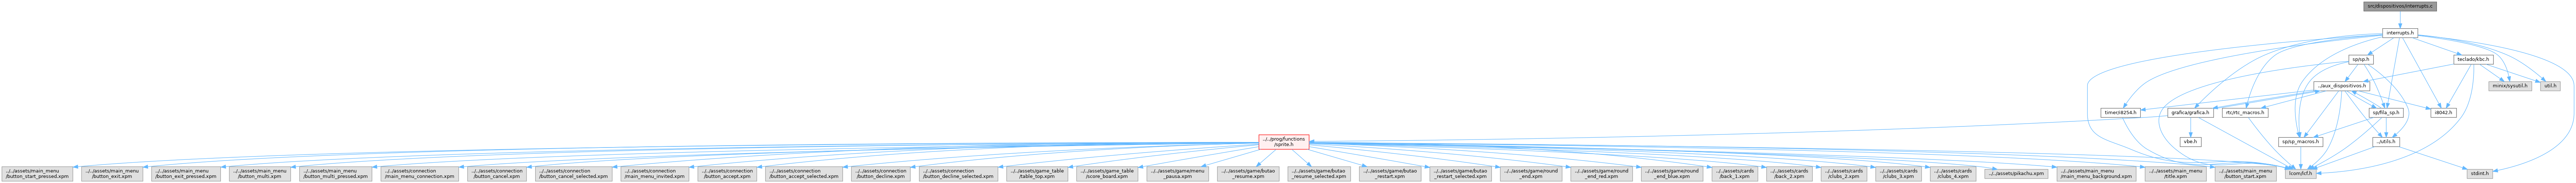 src/dispositivos/interrupts.c
interrupts.h
sp/sp.h
teclado/kbc.h
../aux_dispositivos.h
minix/sysutil.h
util.h
timer/i8254.h
grafica/grafica.h
rtc/rtc_macros.h
sp/fila_sp.h
i8042.h
../../prog/functions
/sprite.h
vbe.h
sp/sp_macros.h
../utils.h
../../assets/main_menu
/button_start_pressed.xpm
../../assets/main_menu
/button_exit.xpm
../../assets/main_menu
/button_exit_pressed.xpm
../../assets/main_menu
/button_multi.xpm
../../assets/main_menu
/button_multi_pressed.xpm
../../assets/connection
/main_menu_connection.xpm
../../assets/connection
/button_cancel.xpm
../../assets/connection
/button_cancel_selected.xpm
../../assets/connection
/main_menu_invited.xpm
../../assets/connection
/button_accept.xpm
../../assets/connection
/button_accept_selected.xpm
../../assets/connection
/button_decline.xpm
../../assets/connection
/button_decline_selected.xpm
../../assets/game_table
/table_top.xpm
../../assets/game_table
/score_board.xpm
../../assets/game/menu
_pausa.xpm
../../assets/game/butao
_resume.xpm
../../assets/game/butao
_resume_selected.xpm
../../assets/game/butao
_restart.xpm
../../assets/game/butao
_restart_selected.xpm
../../assets/game/round
_end.xpm
../../assets/game/round
_end_red.xpm
../../assets/game/round
_end_blue.xpm
../../assets/cards
/back_1.xpm
../../assets/cards
/back_2.xpm
../../assets/cards
/clubs_2.xpm
../../assets/cards
/clubs_3.xpm
../../assets/cards
/clubs_4.xpm
../../assets/pikachu.xpm
../../assets/main_menu
/main_menu_background.xpm
../../assets/main_menu
/title.xpm
../../assets/main_menu
/button_start.xpm
lcom/lcf.h
stdint.h